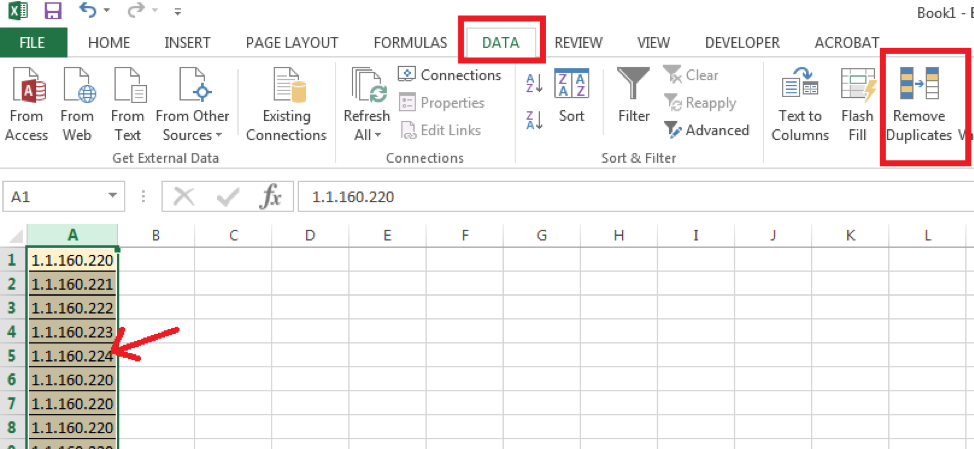 Book1 - E
FILE HOME INSERT PAGE LAYOUT FORMULAS DATA REVIEW VIEW DEVELOPER ACROBAT
From Access
From Web
From Text
From Other Sources
Existing Connections
Refresh All
Connections
Properties
Edit Links
Sort
Filter
Clear
Reapply
Advanced
Text to Columns
Flash Fill
Remove Duplicates
Get External Data
Connections
Sort & Filter
A1
fx
1.1.160.220
A B C D E F G H I J K L
1 1.1.160.220
2 1.1.160.221
3 1.1.160.222
4 1.1.160.223
5 1.1.160.224
6 1.1.160.220
7 1.1.160.220
8 1.1.160.220